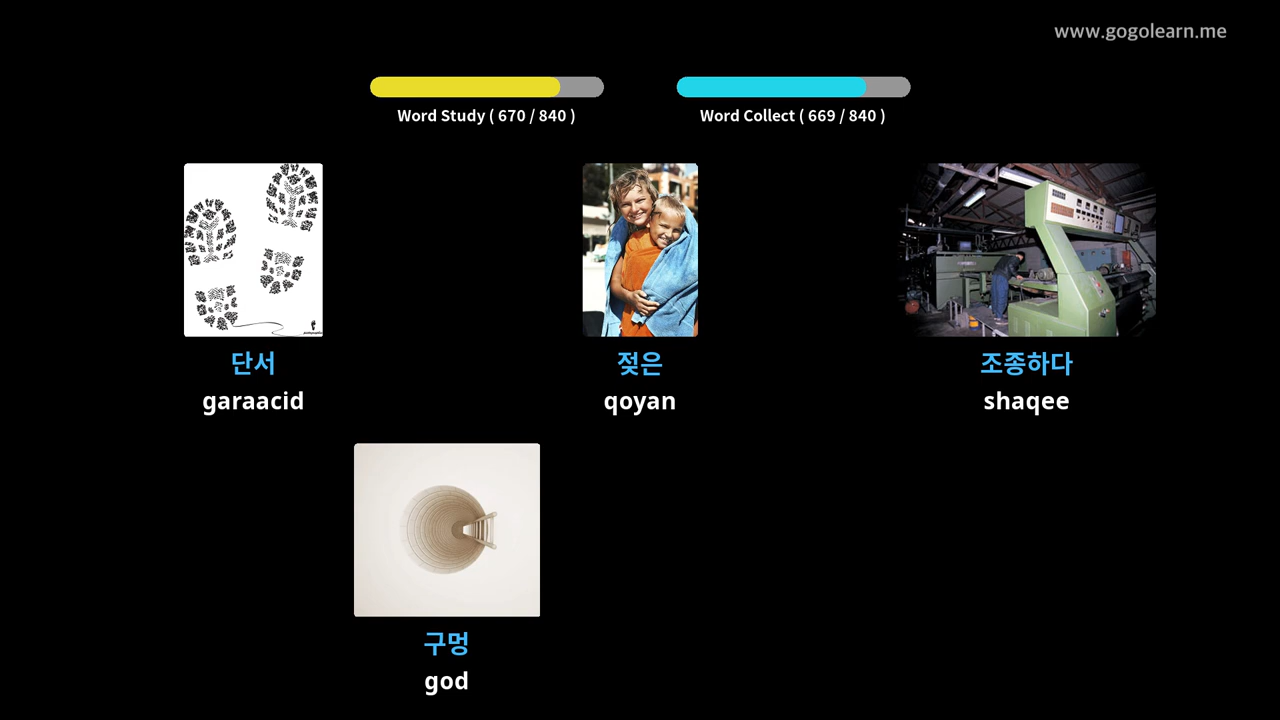 www.gogolearn.me
Word Study ( 670 / 840 )
Word Collect ( 669 / 840 )
단서
garaacid
젖은
qoyan
조종하다
shaqee
구멍
god